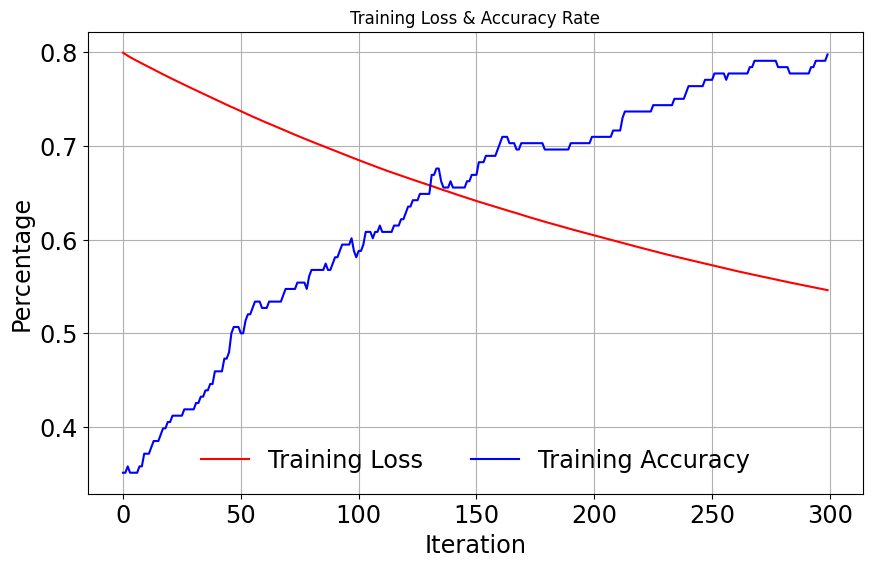 Training Loss & Accuracy Rate
0.8
0.7
0.6
0.5
0.4
Percentage
Training Loss
Training Accuracy
0 50 100 150 200 250 300
Iteration